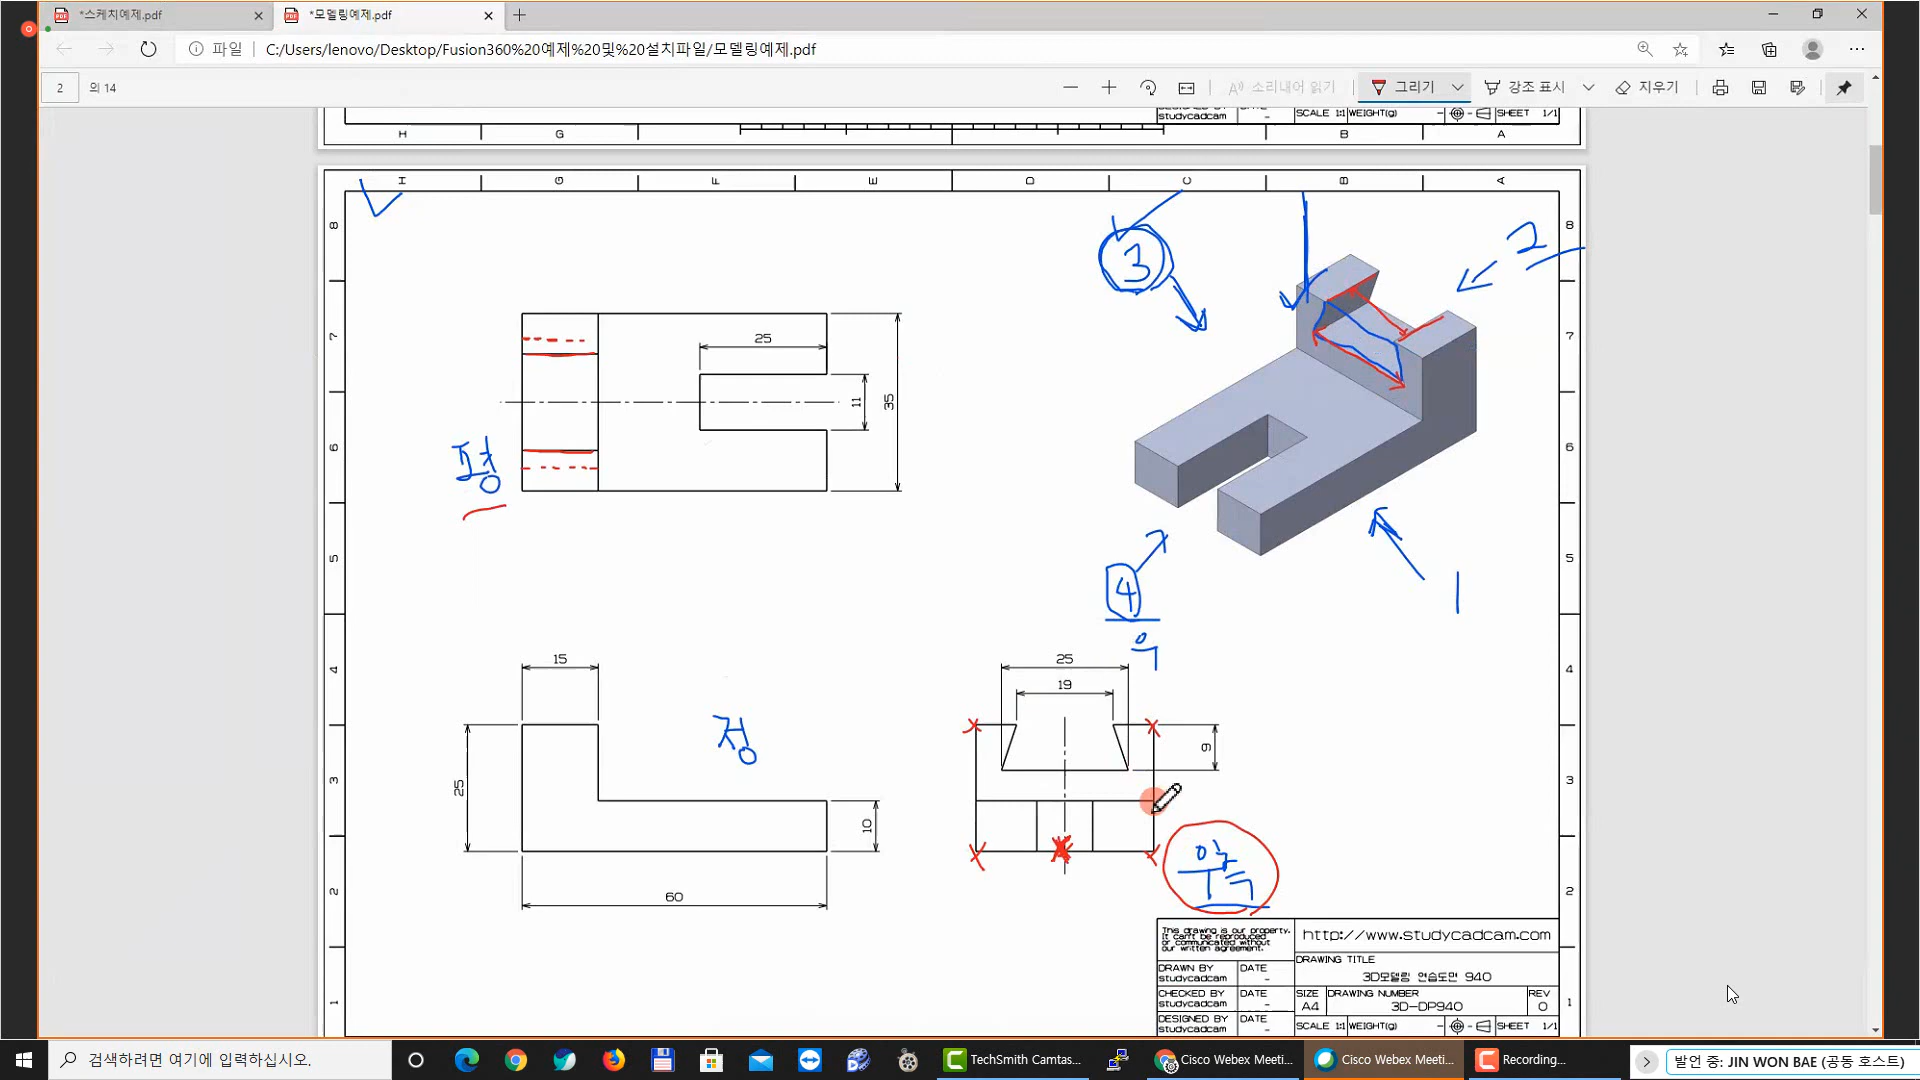 *스케치예제.pdf
*모델링예제.pdf
파일
C:/Users/lenovo/Desktop/Fusion360%20예제%20및%20설치파일/모델링예제.pdf
2
의 14
소리내어 읽기
그리기
강조 표시
지우기
studycadcam
SCALE 1:1
WEIGHT(g)
-
-
SHEET
1/1
H
G
B
A
H
G
F
E
D
C
B
A
8
8
7
7
6
6
5
5
4
4
3
3
2
2
1
1
3
2
25
11
35
평
4
우
1
15
25
19
정
9
25
10
60
우측
This drawing is our property.
It can't be reproduced
or communicated without
our written agreement.
http://www.studycadcam.com
DRAWING TITLE
3D모델링 연습도면 940
DRAWN BY
studycadcam
DATE
-
CHECKED BY
studycadcam
DATE
-
SIZE
A4
DRAWING NUMBER
3D-DP940
REV
0
DESIGNED BY
studycadcam
DATE
-
SCALE 1:1
WEIGHT(g)
-
-
SHEET
1/1
검색하려면 여기에 입력하십시오.
TechSmith Camtas...
Cisco Webex Meeti...
Cisco Webex Meeti...
Recording...
발언 중: JIN WON BAE (공동 호스트)